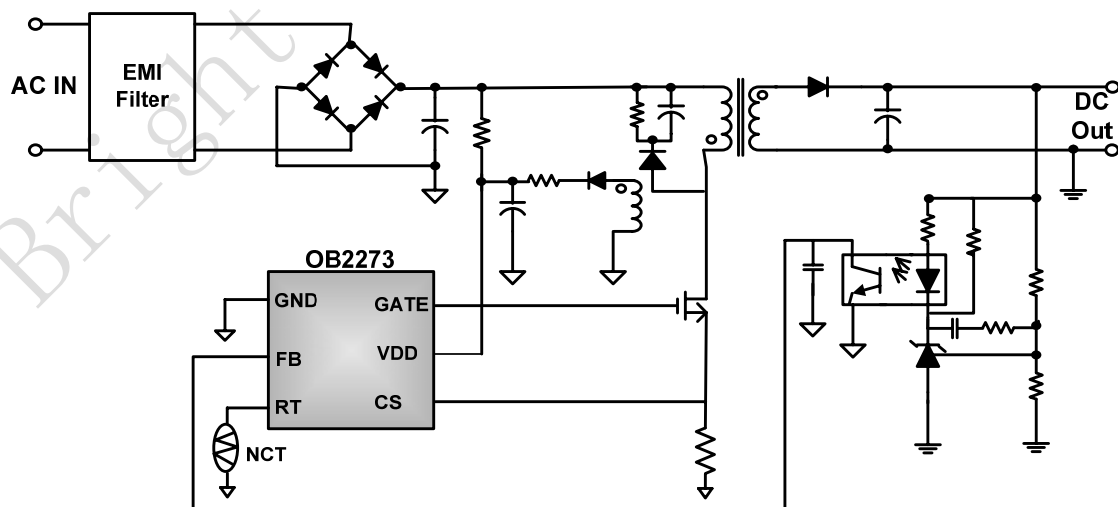 AC IN
EMI
Filter
DC
Out
OB2273
GND
GATE
FB
VDD
RT
CS
NCT
Bright